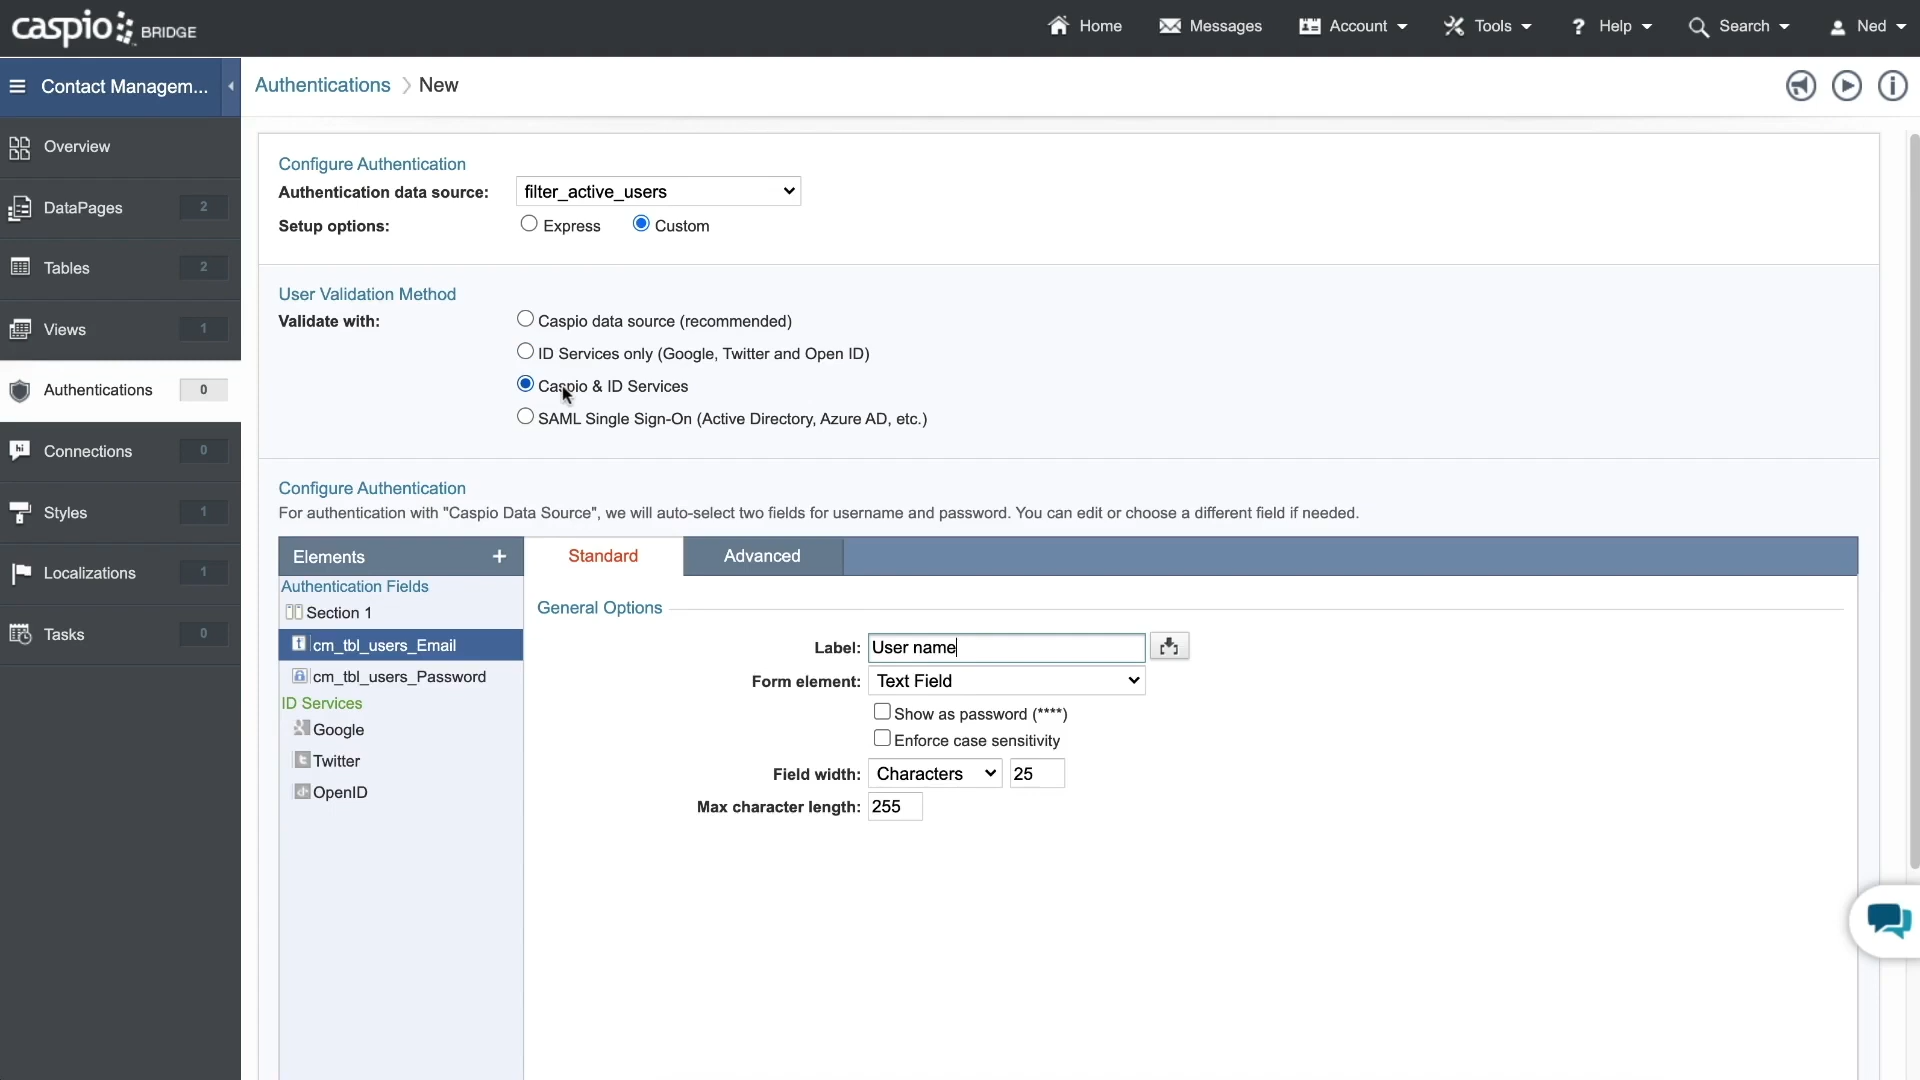 caspio BRIDGE
Home
Messages
Account
Tools
? Help
Search
Ned
Contact Managem...
Authentications > New
Overview
DataPages 2
Tables 2
Views 1
Authentications 0
Connections 0
Styles 1
Localizations 1
Tasks 0
Configure Authentication
Authentication data source: filter_active_users
Setup options: Express Custom
User Validation Method
Validate with: Caspio data source (recommended)
ID Services only (Google, Twitter and Open ID)
Caspio & ID Services
SAML Single Sign-On (Active Directory, Azure AD, etc.)
Configure Authentication
For authentication with "Caspio Data Source", we will auto-select two fields for username and password. You can edit or choose a different field if needed.
Elements +
Standard
Advanced
Authentication Fields
Section 1
cm_tbl_users_Email
cm_tbl_users_Password
ID Services
Google
Twitter
OpenID
General Options
Label: User name
Form element: Text Field
Show as password (****)
Enforce case sensitivity
Field width: Characters 25
Max character length: 255